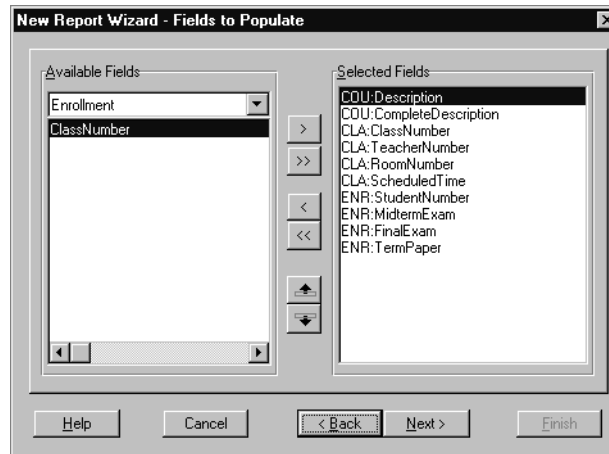 New Report Wizard - Fields to Populate
Available Fields
Enrollment
ClassNumber
>
>>
<
<<
Selected Fields
COU:Description
COU:CompleteDescription
CLA:ClassNumber
CLA:TeacherNumber
CLA:RoomNumber
CLA:ScheduledTime
ENR:StudentNumber
ENR:MidtermExam
ENR:FinalExam
ENR:TermPaper
Help
Cancel
< Back
Next >
Finish